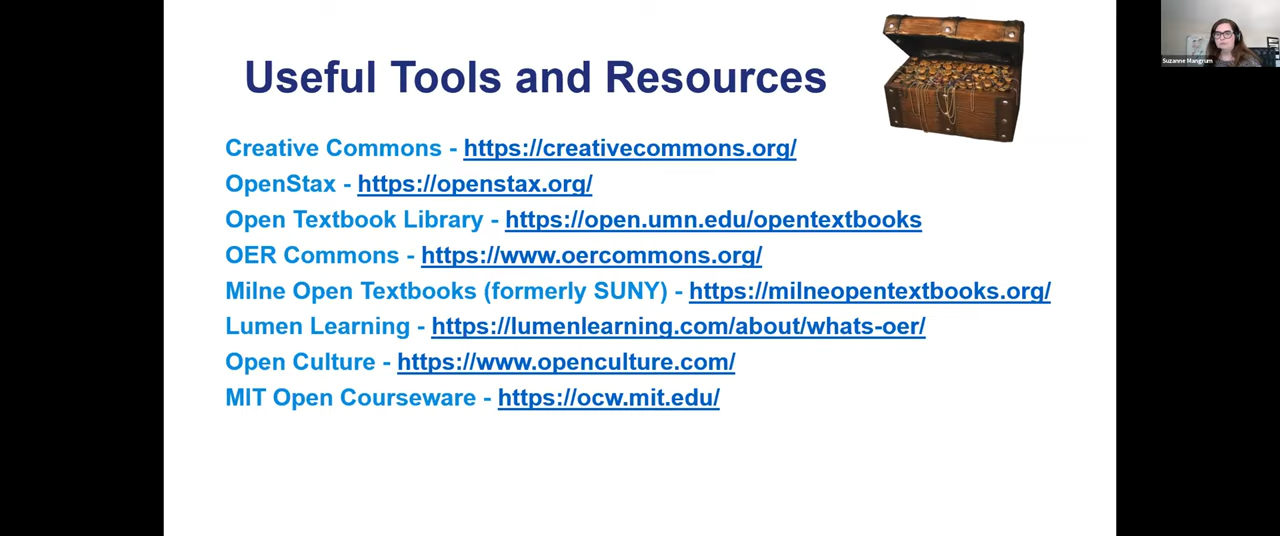 Useful Tools and Resources
Suzanne Mangrum
Creative Commons - https://creativecommons.org/
OpenStax - https://openstax.org/
Open Textbook Library - https://open.umn.edu/opentextbooks
OER Commons - https://www.oercommons.org/
Milne Open Textbooks (formerly SUNY) - https://milneopentextbooks.org/
Lumen Learning - https://lumenlearning.com/about/whats-oer/
Open Culture - https://www.openculture.com/
MIT Open Courseware - https://ocw.mit.edu/